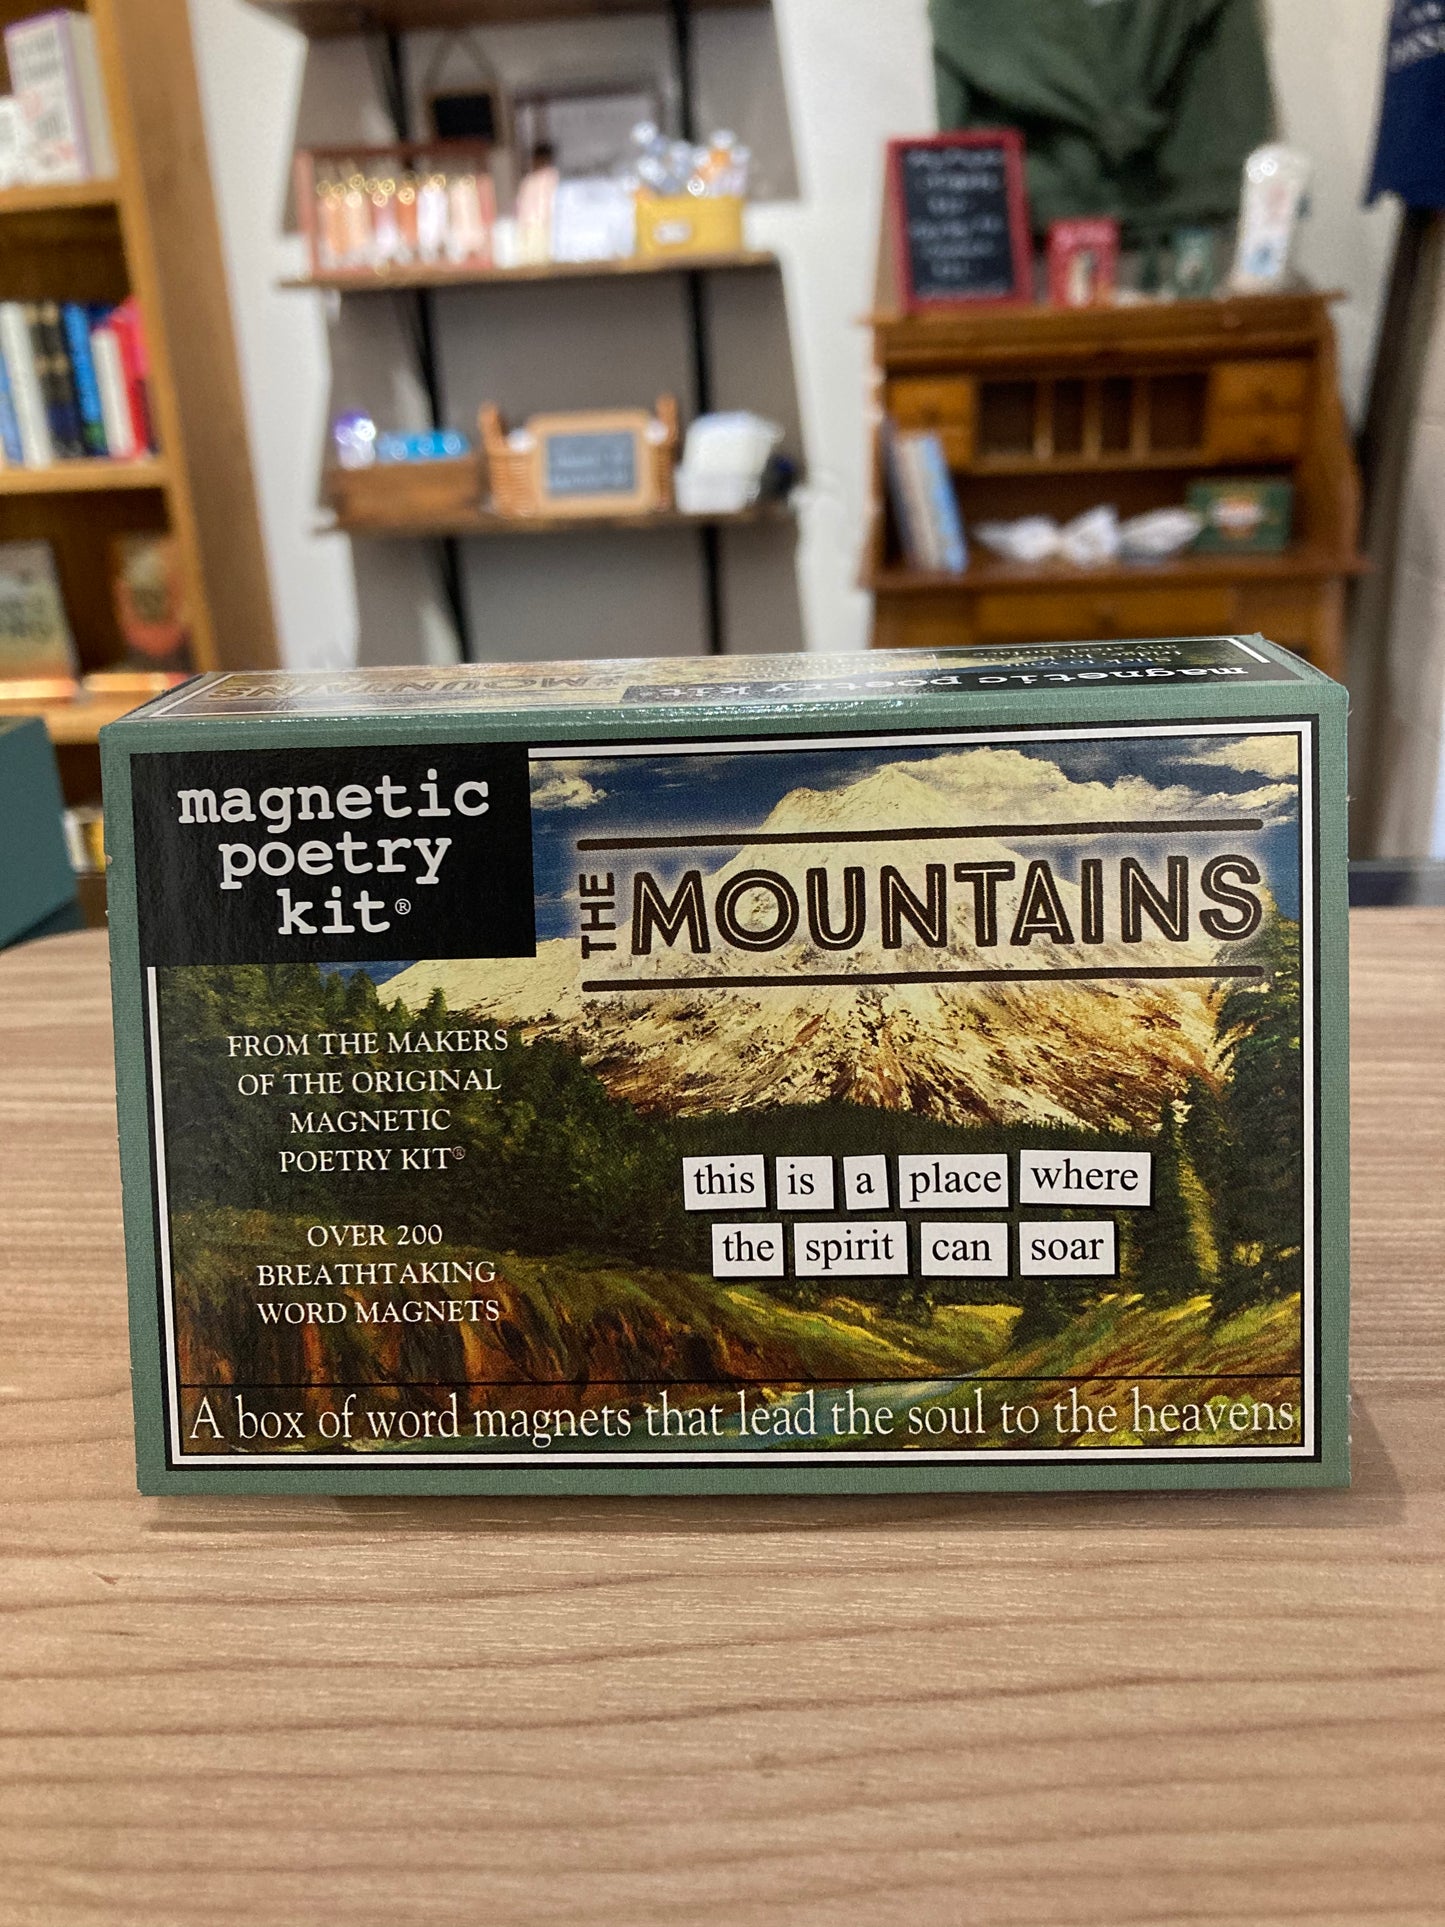 MOUNTAINS
magnetic poetry kit
magnetic
poetry
kit®
THE MOUNTAINS
FROM THE MAKERS
OF THE ORIGINAL
MAGNETIC
POETRY KIT®
OVER 200
BREATHTAKING
WORD MAGNETS
this is a place where
the spirit can soar
A box of word magnets that lead the soul to the heavens